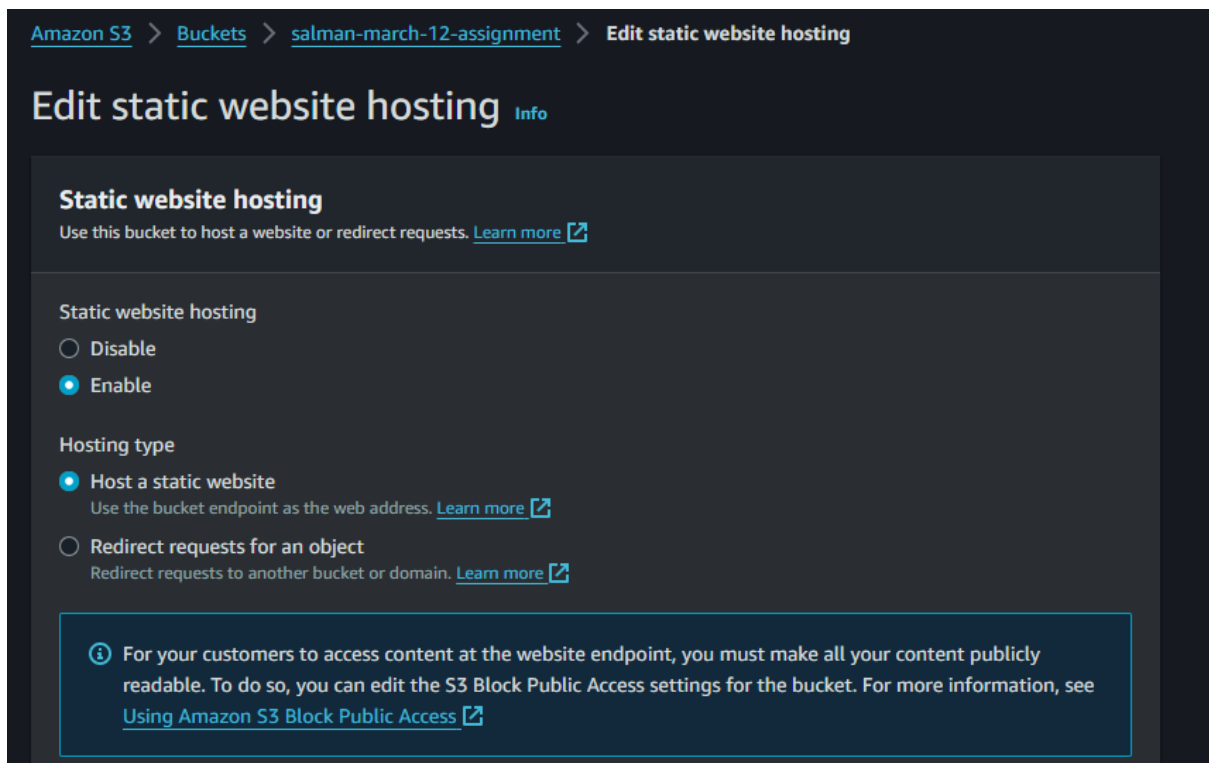 Amazon S3 > Buckets > salman-march-12-assignment > Edit static website hosting
Edit static website hosting Info
Static website hosting
Use this bucket to host a website or redirect requests. Learn more
Static website hosting
Disable
Enable
Hosting type
Host a static website
Use the bucket endpoint as the web address. Learn more
Redirect requests for an object
Redirect requests to another bucket or domain. Learn more
For your customers to access content at the website endpoint, you must make all your content publicly
readable. To do so, you can edit the S3 Block Public Access settings for the bucket. For more information, see
Using Amazon S3 Block Public Access